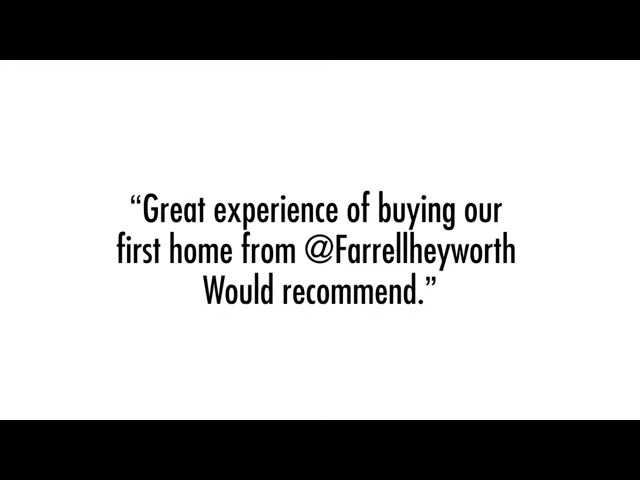 “Great experience of buying our
first home from @Farrellheyworth
Would recommend.”